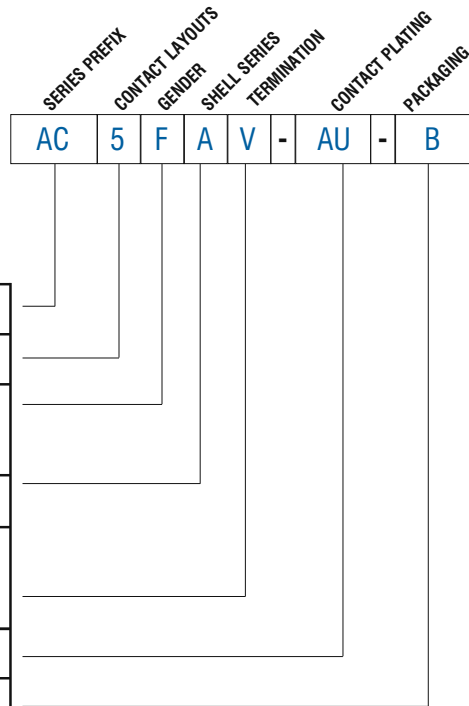 SERIES PREFIX
CONTACT LAYOUTS
GENDER
SHELL SERIES
TERMINATION
CONTACT PLATING
PACKAGING
AC 5 F A V - AU - B